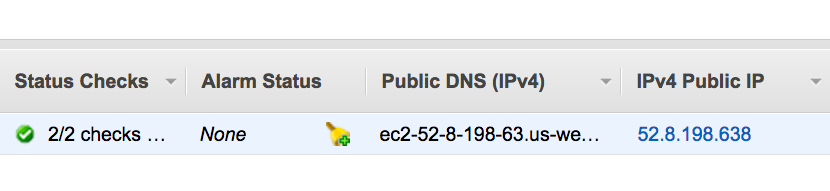 Status Checks Alarm Status Public DNS (IPv4) IPv4 Public IP
2/2 checks ... None ec2-52-8-198-63.us-we... 52.8.198.638